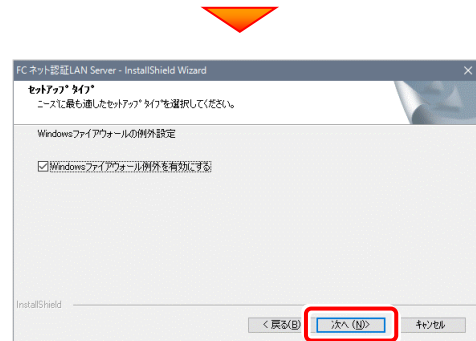 FC ネット認証LAN Server - InstallShield Wizard
セットアップ タイプ
ニーズに最も適したセットアップ タイプを選択してください。
Windowsファイアウォールの例外設定
Windowsファイアウォール例外を有効にする
InstallShield
< 戻る(B) 次へ (N)> キャンセル